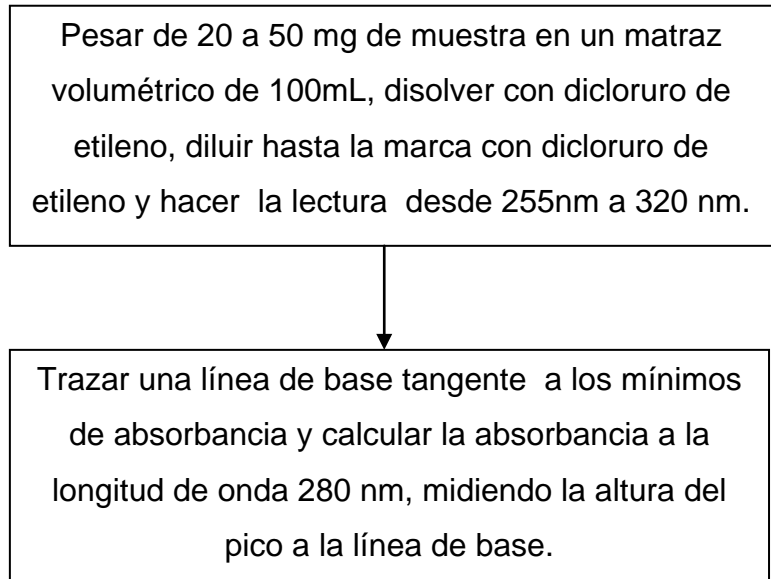 Pesar de 20 a 50 mg de muestra en un matraz
volumétrico de 100mL, disolver con dicloruro de
etileno, diluir hasta la marca con dicloruro de
etileno y hacer  la lectura  desde 255nm a 320 nm.
Trazar una línea de base tangente  a los mínimos
de absorbancia y calcular la absorbancia a la
longitud de onda 280 nm, midiendo la altura del
pico a la línea de base.